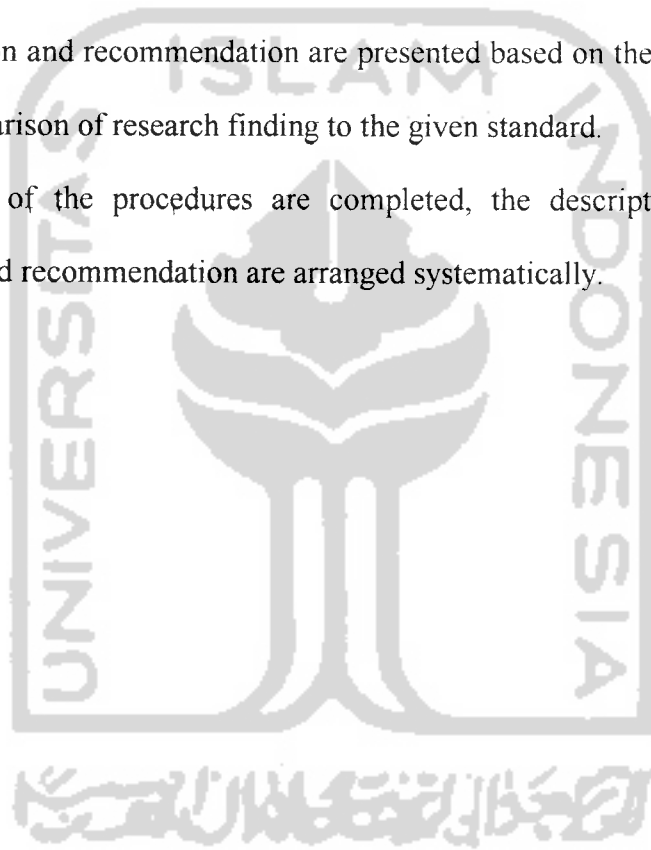 n and recommendation are presented based on the
arison of research finding to the given standard.
of the procedures are completed, the descript
d recommendation are arranged systematically.
ISLAM
UNIVERSITAS
INDONESIA